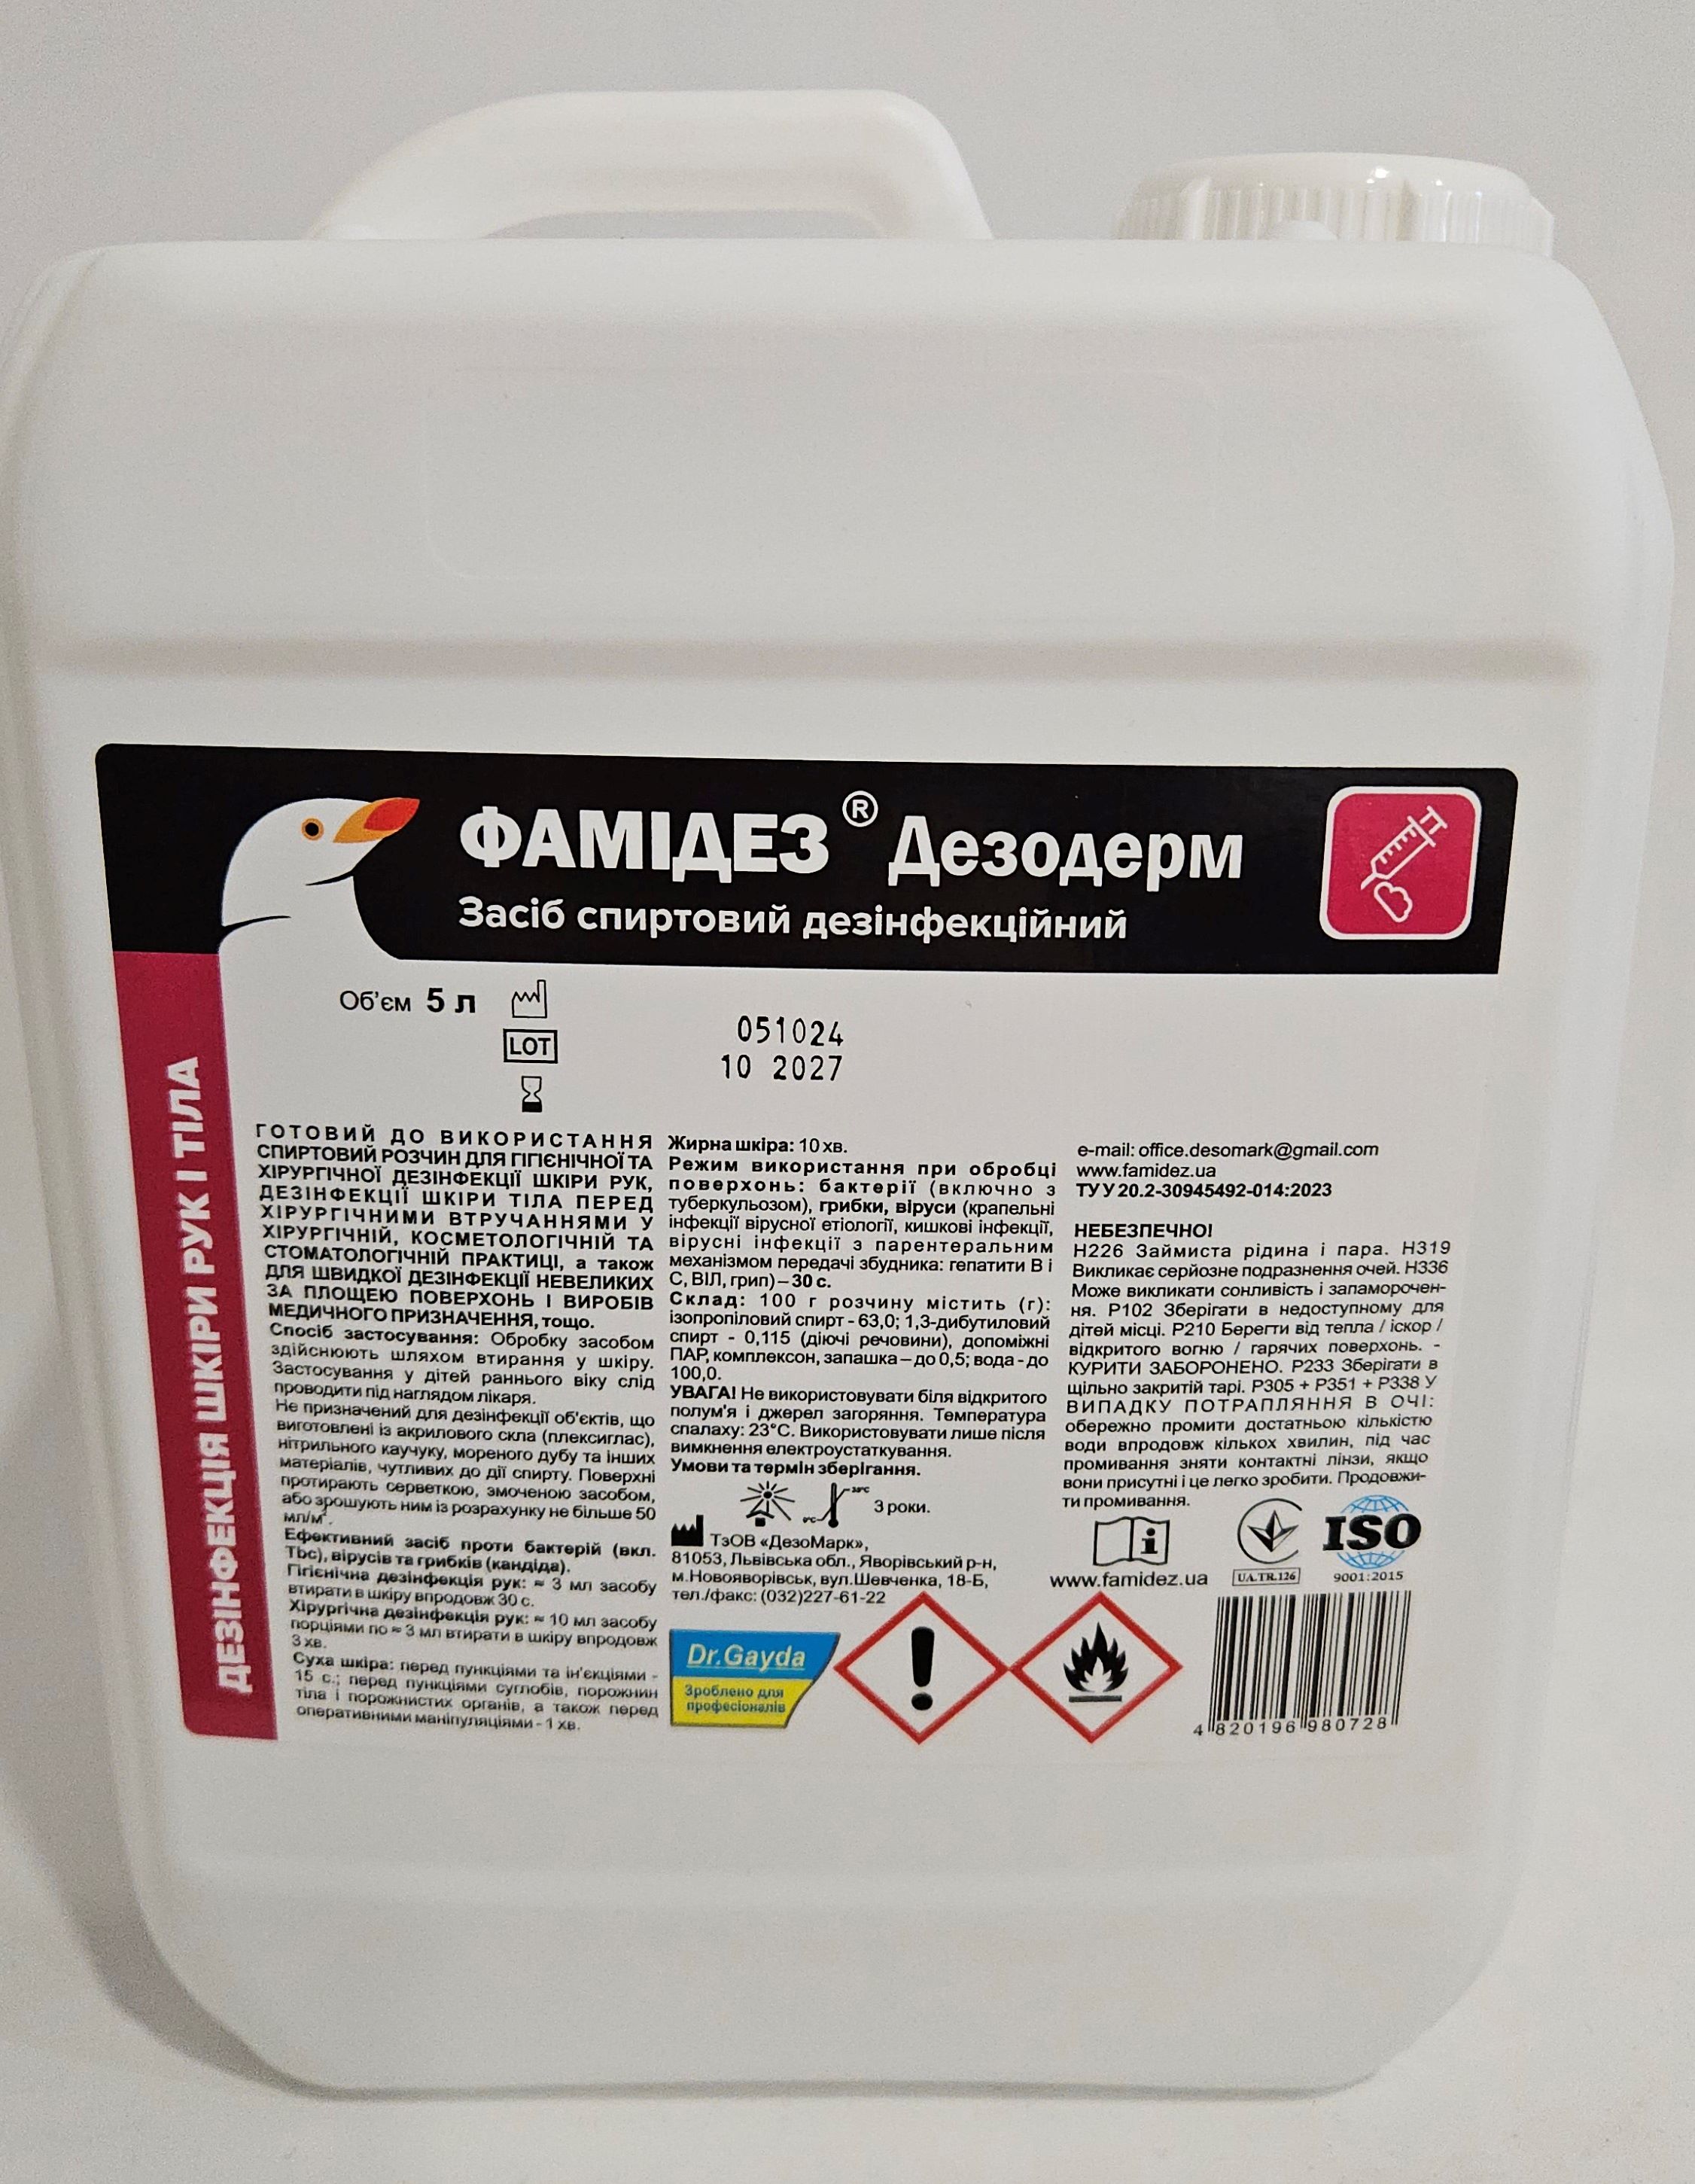 ФАМІДЕЗ® Дезодерм
Засіб спиртовий дезінфекційний
ДЕЗІНФЕКЦІЯ ШКІРИ РУК І ТІЛА
Об'єм 5 л
LOT
051024
10 2027
ГОТОВИЙ ДО ВИКОРИСТАННЯ
СПИРТОВИЙ РОЗЧИН ДЛЯ ГІГІЄНІЧНОЇ ТА
ХІРУРГІЧНОЇ ДЕЗІНФЕКЦІЇ ШКІРИ РУК,
ДЕЗІНФЕКЦІЇ ШКІРИ ТІЛА ПЕРЕД
ХІРУРГІЧНИМИ ВТРУЧАННЯМИ У
ХІРУРГІЧНІЙ, КОСМЕТОЛОГІЧНІЙ ТА
СТОМАТОЛОГІЧНІЙ ПРАКТИЦІ, а також
ДЛЯ ШВИДКОЇ ДЕЗІНФЕКЦІЇ НЕВЕЛИКИХ
ЗА ПЛОЩЕЮ ПОВЕРХОНЬ І ВИРОБІВ
МЕДИЧНОГО ПРИЗНАЧЕННЯ, тощо.
Спосіб застосування: Обробку засобом
здійснюють шляхом втирання у шкіру.
Застосування у дітей раннього віку слід
проводити під наглядом лікаря.
Не призначений для дезінфекції об'єктів, що
виготовлені із акрилового скла (плексиглас),
нітрильного каучуку, мореного дубу та інших
матеріалів, чутливих до дії спирту. Поверхні
протирають серветкою, змоченою засобом,
або зрошують ним із розрахунку не більше 50
мл/м².
Ефективний засіб проти бактерій (вкл.
Tbc), вірусів та грибків (кандіда).
Гігієнічна дезінфекція рук: ≈ 3 мл засобу
втирати в шкіру впродовж 30 с.
Хірургічна дезінфекція рук: ≈ 10 мл засобу
порціями по ≈ 3 мл втирати в шкіру впродовж
3 хв.
Суха шкіра: перед пункціями та ін'єкціями -
15 с.; перед пункціями суглобів, порожнин
тіла і порожнистих органів, а також перед
оперативними маніпуляціями - 1 хв.
Жирна шкіра: 10 хв.
Режим використання при обробці
поверхонь: бактерії (включно з
туберкульозом), грибки, віруси (крапельні
інфекції вірусної етіології, кишкові інфекції,
вірусні інфекції з парентеральним
механізмом передачі збудника: гепатити В і
С, ВІЛ, грип) – 30 с.
Склад: 100 г розчину містить (г):
ізопропіловий спирт - 63,0; 1,3-дибутиловий
спирт - 0,115 (діючі речовини), допоміжні
ПАР, комплексон, запашка – до 0,5; вода - до
100,0.
УВАГА! Не використовувати біля відкритого
полум'я і джерел загоряння. Температура
спалаху: 23°С. Використовувати лише після
вимкнення електроустаткування.
Умови та термін зберігання.
3 роки.
ТзОВ «ДезоМарк»,
81053, Львівська обл., Яворівський р-н,
м.Новояворівськ, вул.Шевченка, 18-Б,
тел./факс: (032)227-61-22
Dr.Gayda
Зроблено для
професіоналів
e-mail: office.desomark@gmail.com
www.famidez.ua
ТУ У 20.2-30945492-014:2023
НЕБЕЗПЕЧНО!
H226 Займиста рідина і пара. H319
Викликає серйозне подразнення очей. H336
Може викликати сонливість і запаморочен-
ня. P102 Зберігати в недоступному для
дітей місці. P210 Берегти від тепла / іскор /
відкритого вогню / гарячих поверхонь. -
КУРИТИ ЗАБОРОНЕНО. P233 Зберігати в
щільно закритій тарі. P305 + P351 + P338 У
ВИПАДКУ ПОТРАПЛЯННЯ В ОЧІ:
обережно промити достатньою кількістю
води впродовж кількох хвилин, під час
промивання зняти контактні лінзи, якщо
вони присутні і це легко зробити. Продовжи-
ти промивання.
www.famidez.ua
UA.TR.126
ISO
9001:2015
4 820196 980728